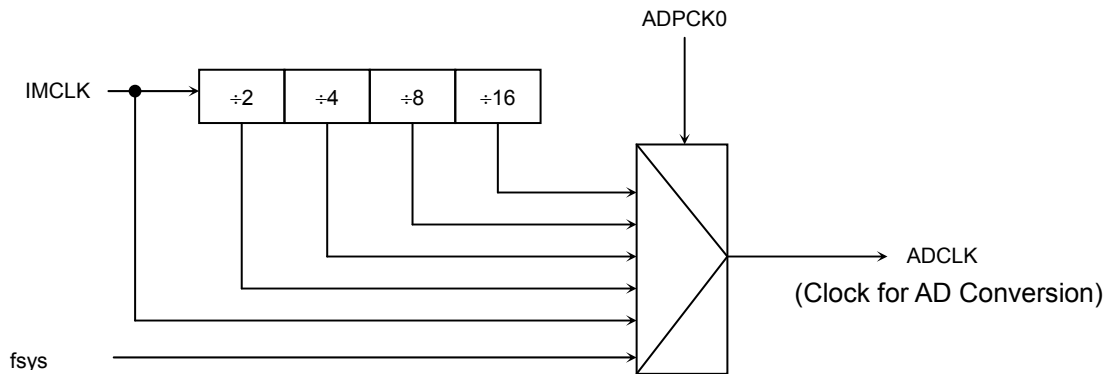 ADPCK0
IMCLK
÷2
÷4
÷8
÷16
ADCLK
(Clock for AD Conversion)
fsys